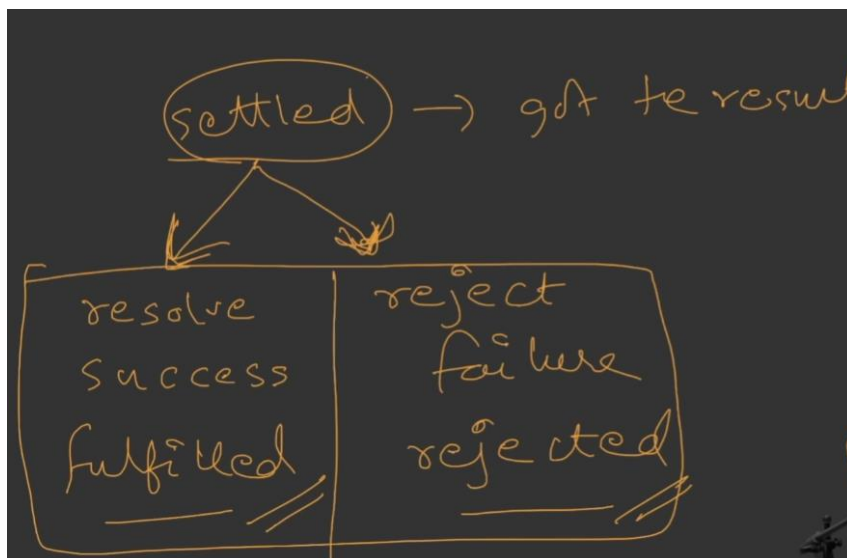 settled → got te resul
resolve
success
fulfilled
reject
failure
rejected